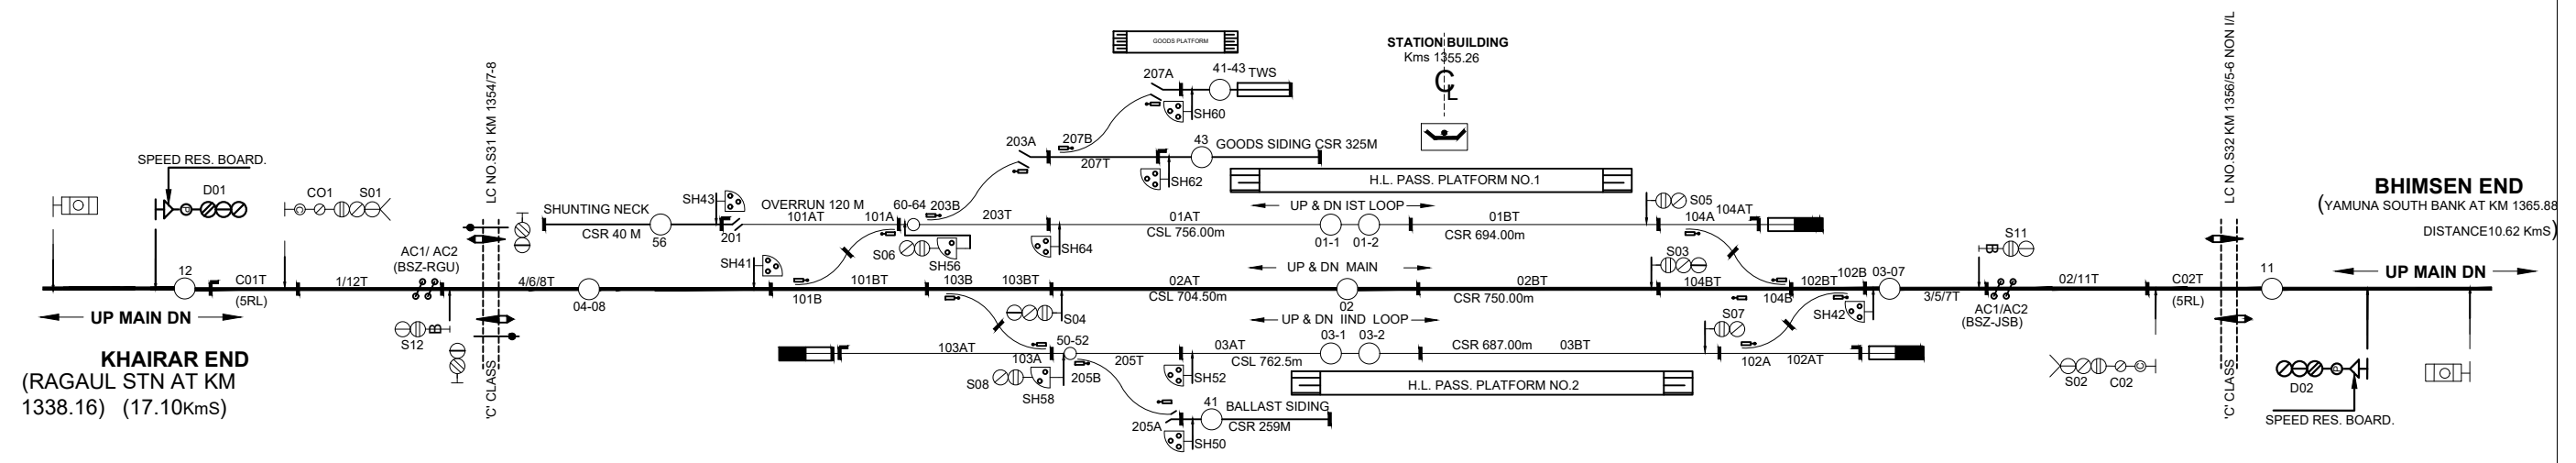 GOODS PLATFORM
STATION BUILDING
Kms 1355.26
C L
207A
41-43 TWS
SH60
LC NO.S31 KM 1354/7-8
LC NO.S32 KM 1356/5-6 NON I/L
203A
207B
207T
43
GOODS SIDING CSR 325M
SH62
H.L. PASS. PLATFORM NO.1
SPEED RES. BOARD.
D01
P
CO1
S01
SH43
SHUNTING NECK
CSR 40 M
56
201
OVERRUN 120 M
101AT
101A
60-64
203B
203T
S06
SH56
SH64
01AT
CSL 756.00m
UP & DN IST LOOP
01-1
01-2
01BT
CSR 694.00m
S05
104A
104AT
BHIMSEN END
(YAMUNA SOUTH BANK AT KM 1365.88
DISTANCE10.62 KmS)
12
C01T
(5RL)
1/12T
AC1/ AC2
(BSZ-RGU)
4/6/8T
04-08
SH41
101B
101BT
103B
103BT
02AT
CSL 704.50m
UP & DN MAIN
02
02BT
CSR 750.00m
S03
104BT
104B
102BT
102B
03-07
3/5/7T
S11
B
AC1/AC2
(BSZ-JSB)
02/11T
C02T
(5RL)
11
UP MAIN DN
UP MAIN DN
KHAIRAR END
(RAGAUL STN AT KM
1338.16) (17.10KmS)
B
S12
'C' CLASS
103AT
103A
50-52
S04
S08
SH58
205B
205T
03AT
CSL 762.5m
UP & DN IIND LOOP
03-1
03-2
CSR 687.00m
03BT
S07
SH42
102A
102AT
SH52
H.L. PASS. PLATFORM NO.2
205A
41
BALLAST SIDING
CSR 259M
SH50
S02
C02
'C' CLASS
P
D02
SPEED RES. BOARD.